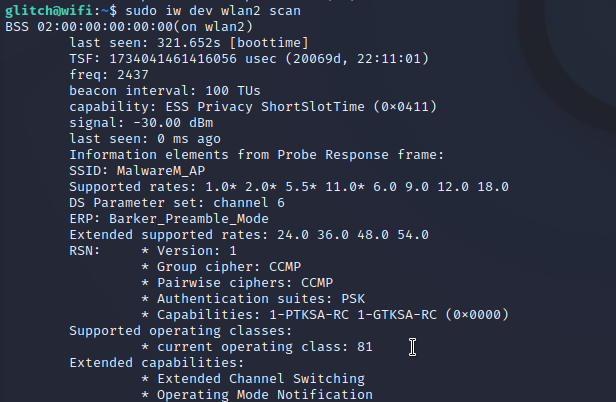 glitch@wifi:~$ sudo iw dev wlan2 scan
BSS 02:00:00:00:00:00(on wlan2)
last seen: 321.652s [boottime]
TSF: 1734041461416056 usec (20069d, 22:11:01)
freq: 2437
beacon interval: 100 TUs
capability: ESS Privacy ShortSlotTime (0×0411)
signal: -30.00 dBm
last seen: 0 ms ago
Information elements from Probe Response frame:
SSID: MalwareM_AP
Supported rates: 1.0* 2.0* 5.5* 11.0* 6.0 9.0 12.0 18.0
DS Parameter set: channel 6
ERP: Barker_Preamble_Mode
Extended supported rates: 24.0 36.0 48.0 54.0
RSN: * Version: 1
* Group cipher: CCMP
* Pairwise ciphers: CCMP
* Authentication suites: PSK
* Capabilities: 1-PTKSA-RC 1-GTKSA-RC (0×0000)
Supported operating classes:
* current operating class: 81
Extended capabilities:
* Extended Channel Switching
* Operating Mode Notification